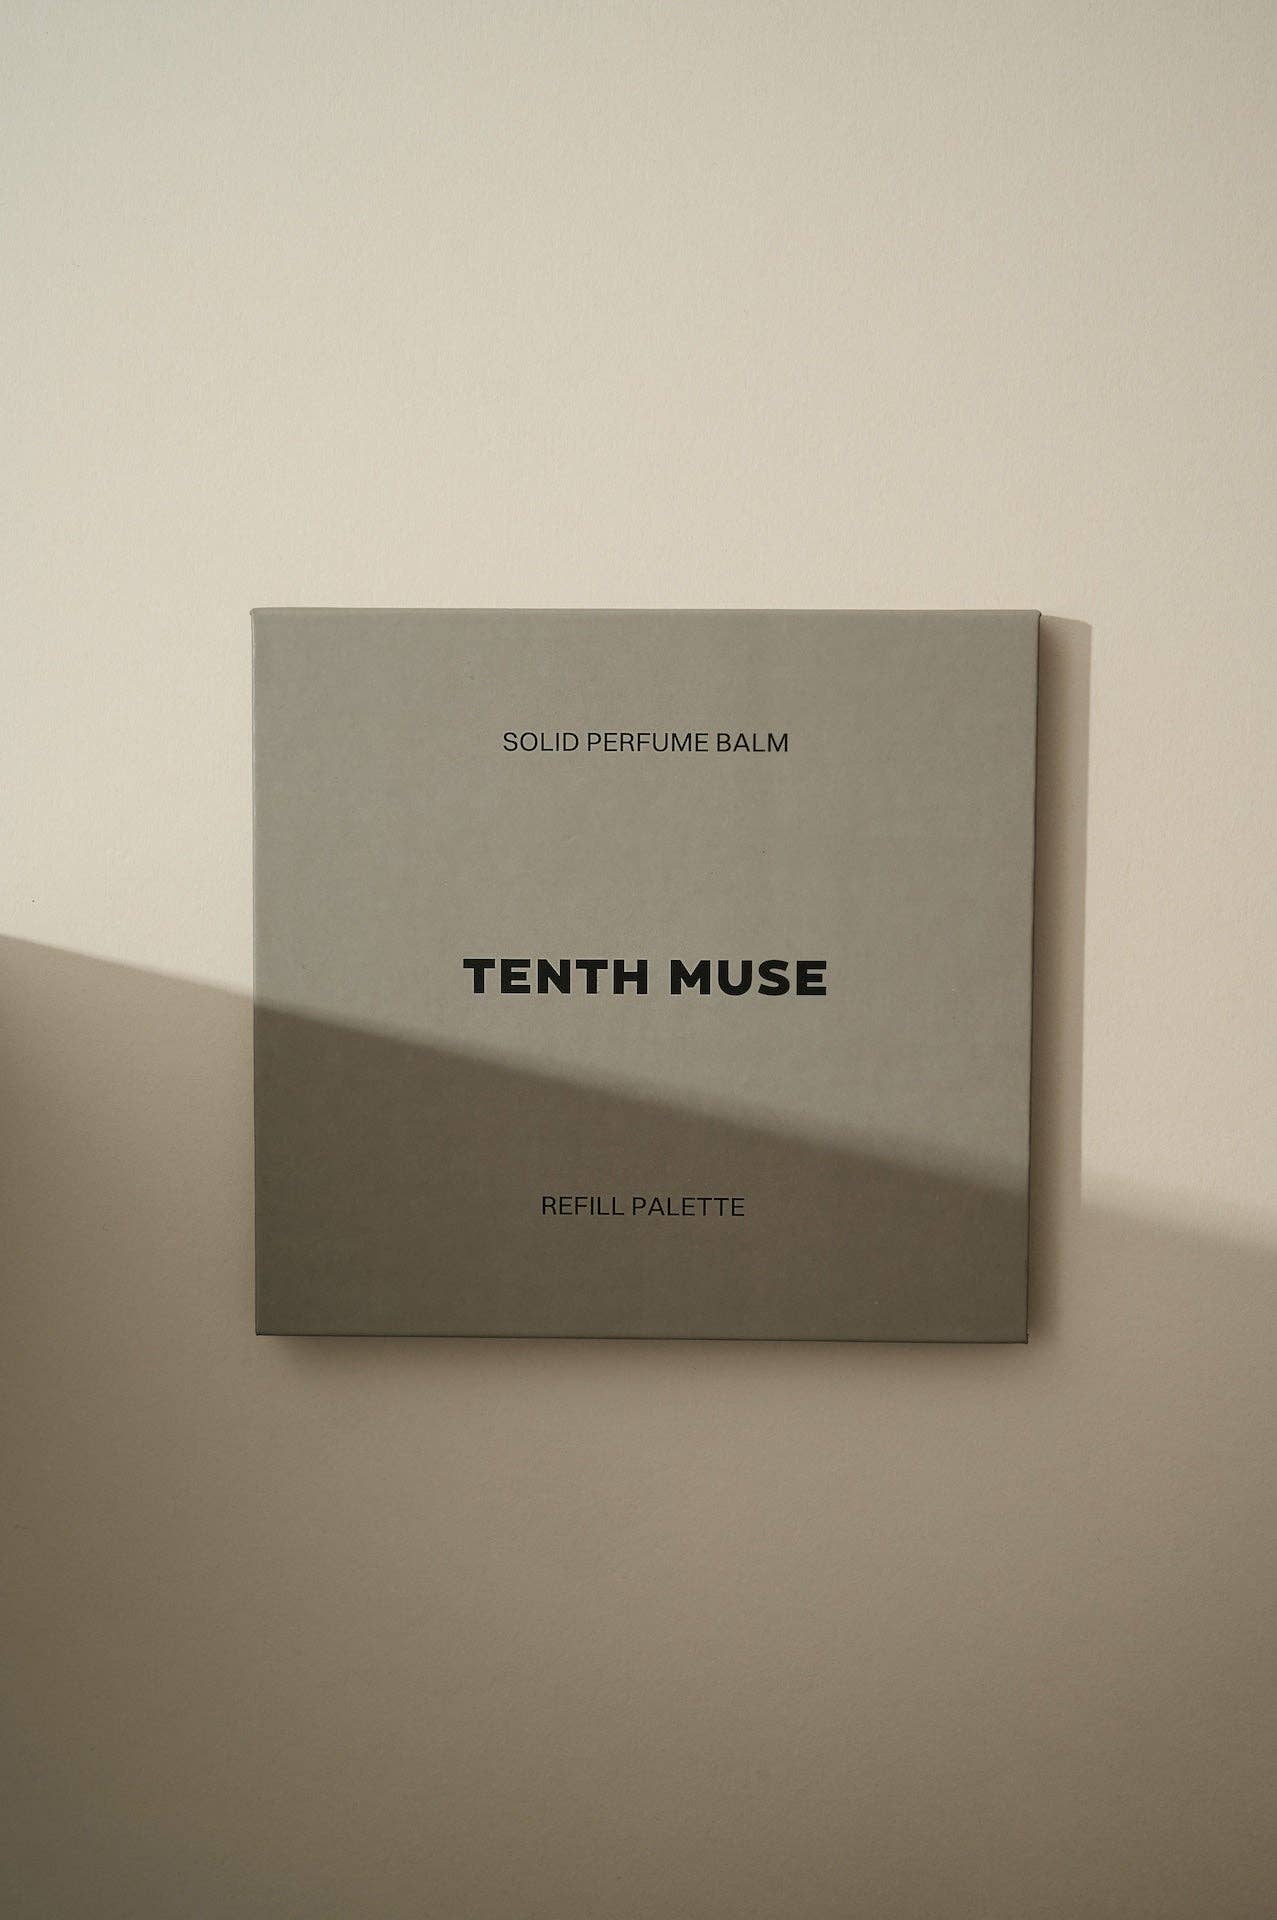 SOLID PERFUME BALM
TENTH MUSE
REFILL PALETTE